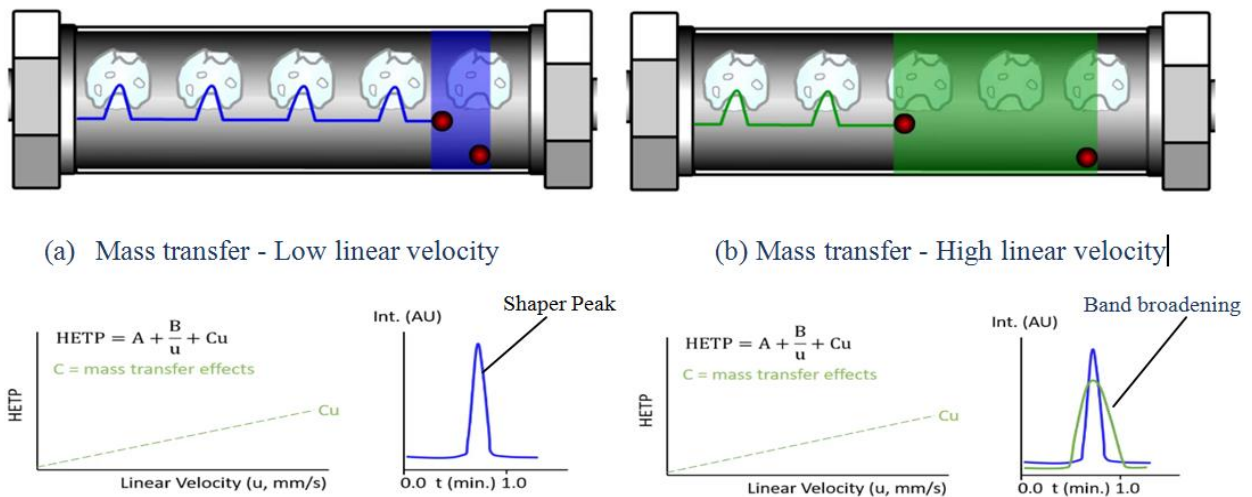 (a) Mass transfer - Low linear velocity
(b) Mass transfer - High linear velocity
HETP = A + B/u + Cu
C = mass transfer effects
HETP
Cu
Linear Velocity (u, mm/s)
Int. (AU)
Shaper Peak
0.0 t (min.) 1.0
HETP = A + B/u + Cu
C = mass transfer effects
HETP
Cu
Linear Velocity (u, mm/s)
Int. (AU)
Band broadening
0.0 t (min.) 1.0